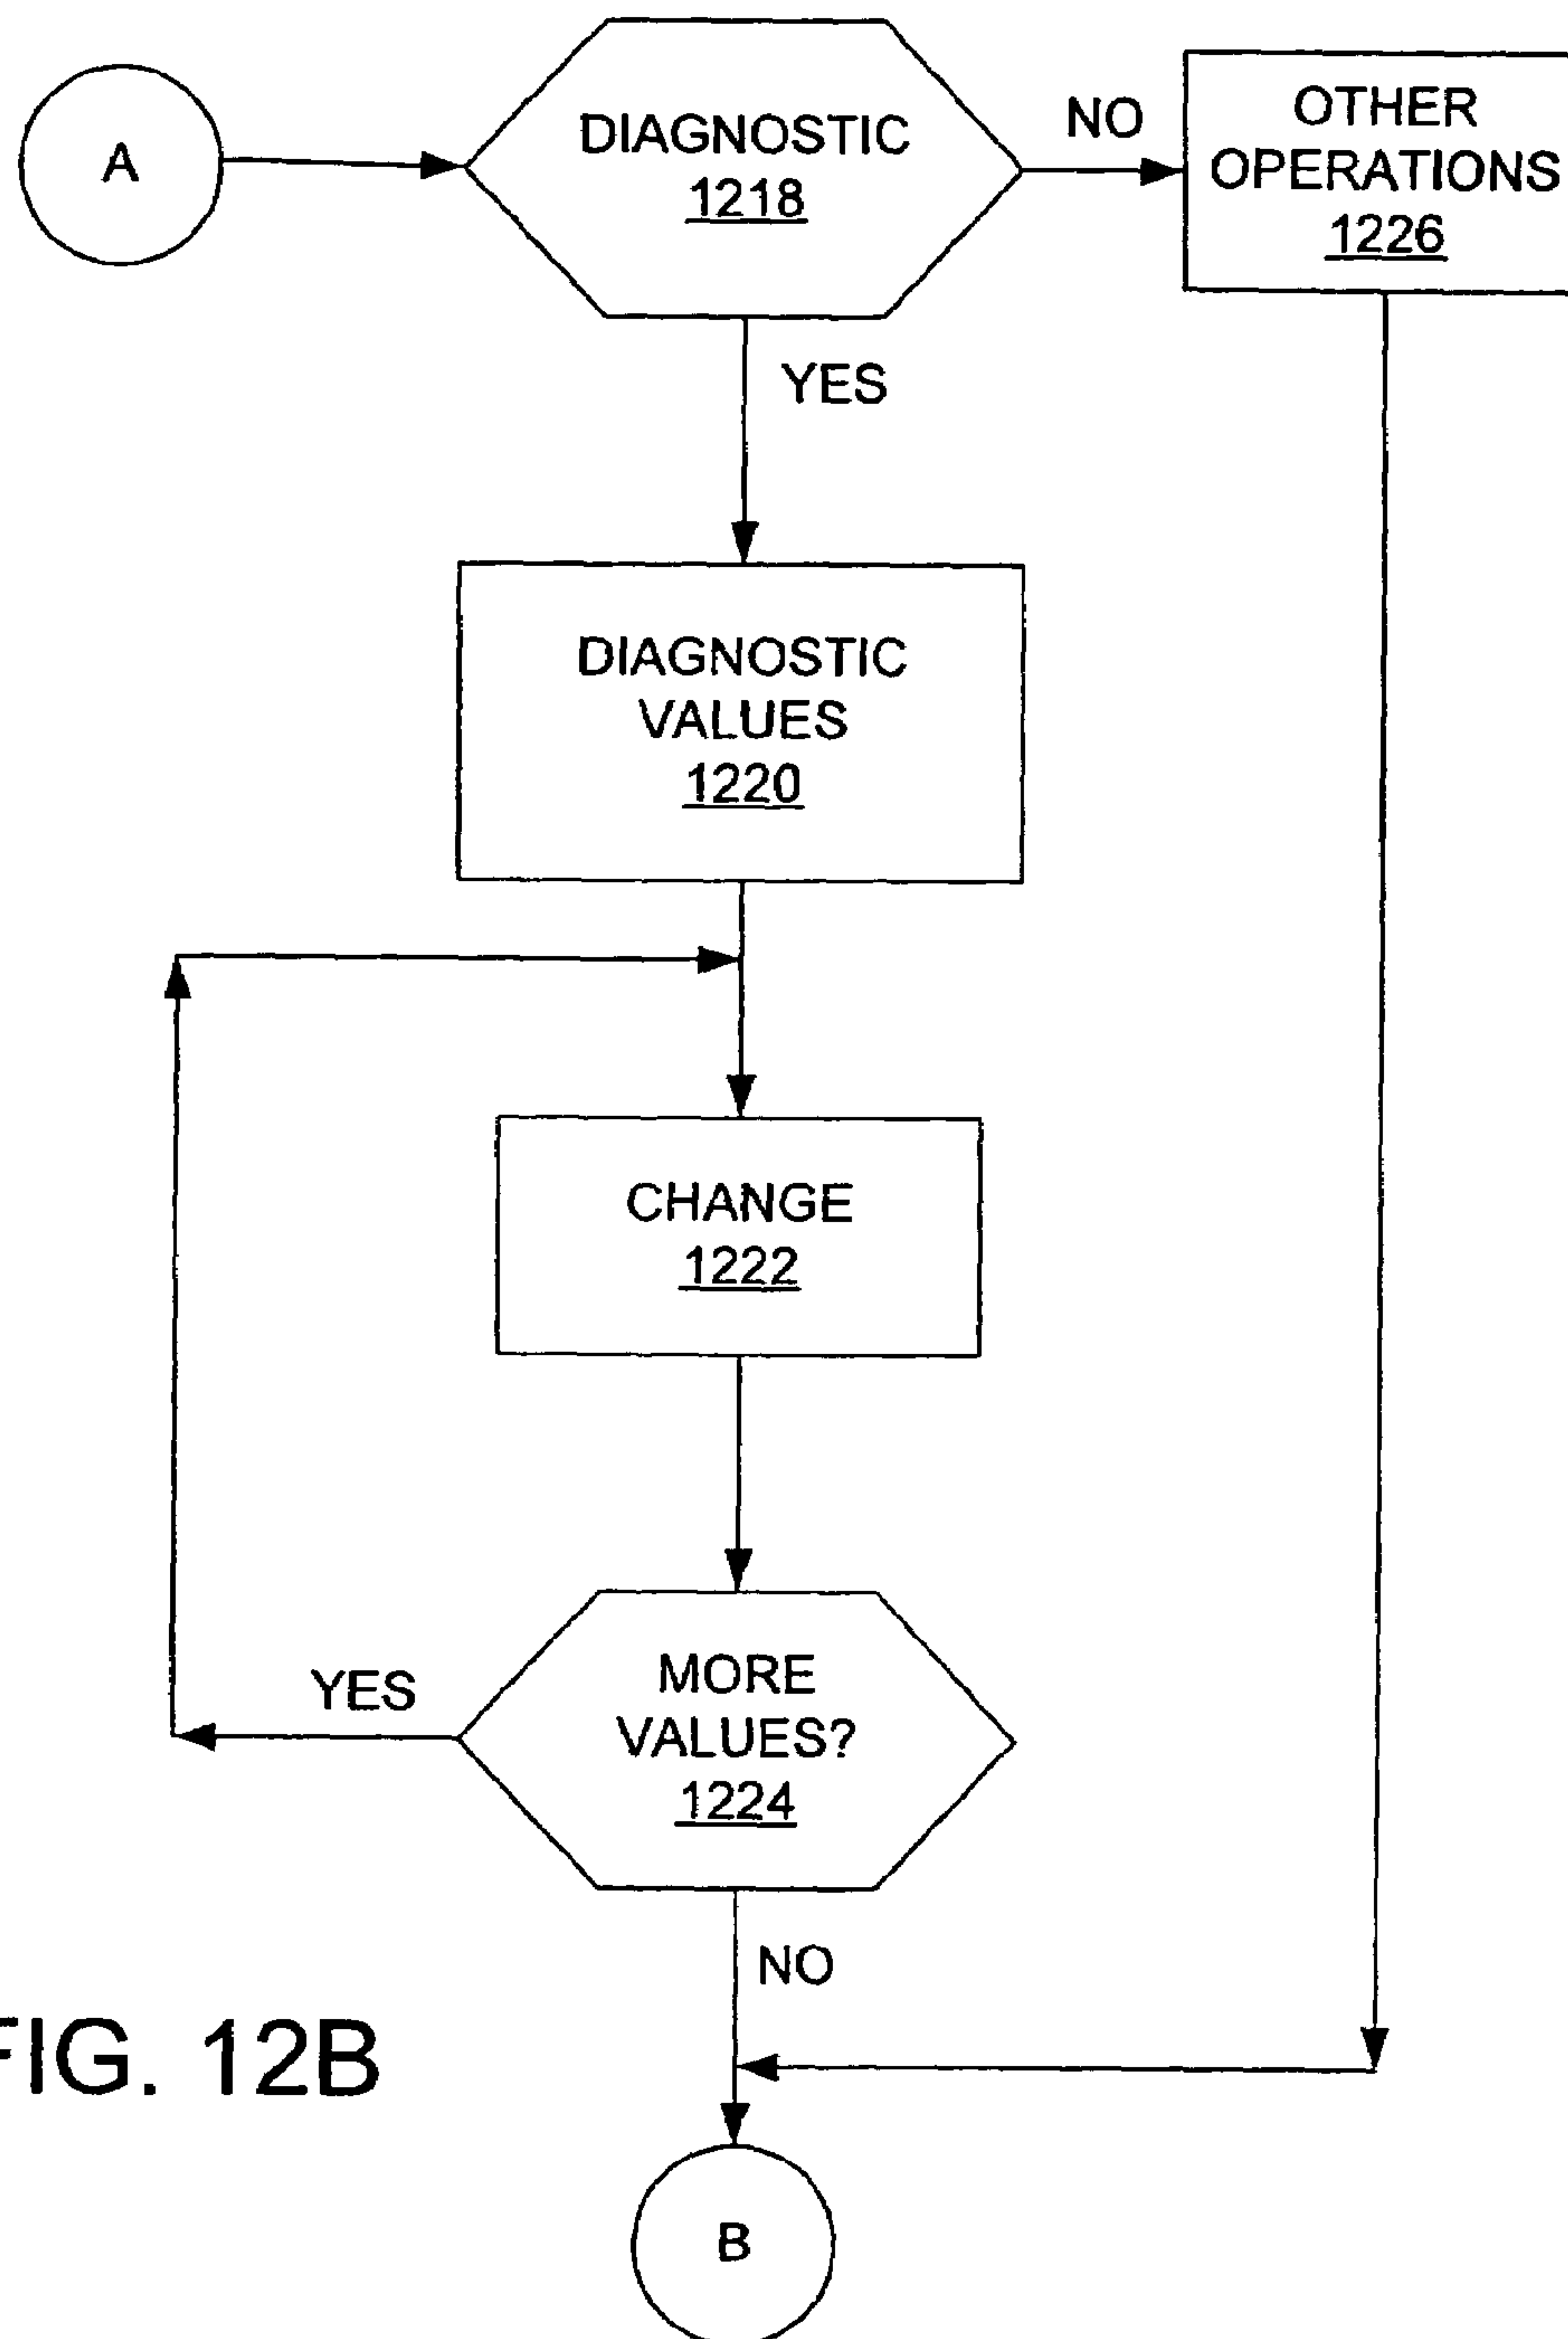 A
DIAGNOSTIC
1218
NO
OTHER
OPERATIONS
1226
YES
DIAGNOSTIC
VALUES
1220
CHANGE
1222
YES
MORE
VALUES?
1224
NO
FIG. 12B
B